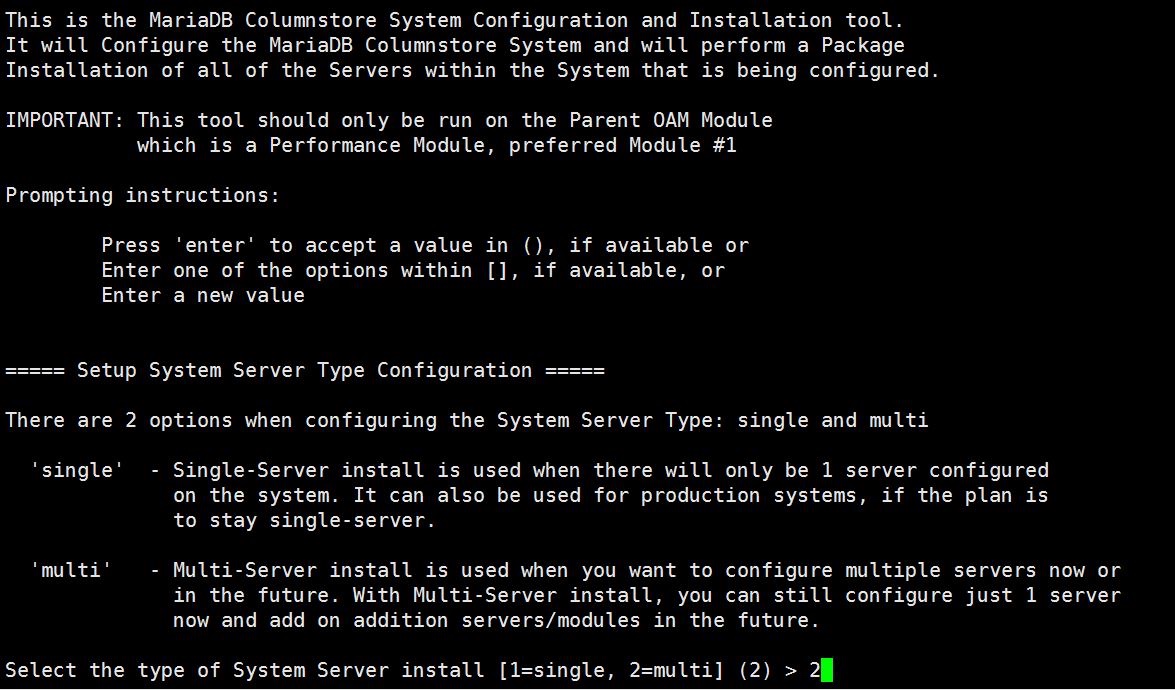 This is the MariaDB Columnstore System Configuration and Installation tool.
It will Configure the MariaDB Columnstore System and will perform a Package
Installation of all of the Servers within the System that is being configured.
IMPORTANT: This tool should only be run on the Parent OAM Module
which is a Performance Module, preferred Module #1
Prompting instructions:
Press 'enter' to accept a value in (), if available or
Enter one of the options within [], if available, or
Enter a new value
===== Setup System Server Type Configuration =====
There are 2 options when configuring the System Server Type: single and multi
'single'  - Single-Server install is used when there will only be 1 server configured
on the system. It can also be used for production systems, if the plan is
to stay single-server.
'multi'   - Multi-Server install is used when you want to configure multiple servers now or
in the future. With Multi-Server install, you can still configure just 1 server
now and add on addition servers/modules in the future.
Select the type of System Server install [1=single, 2=multi] (2) > 2